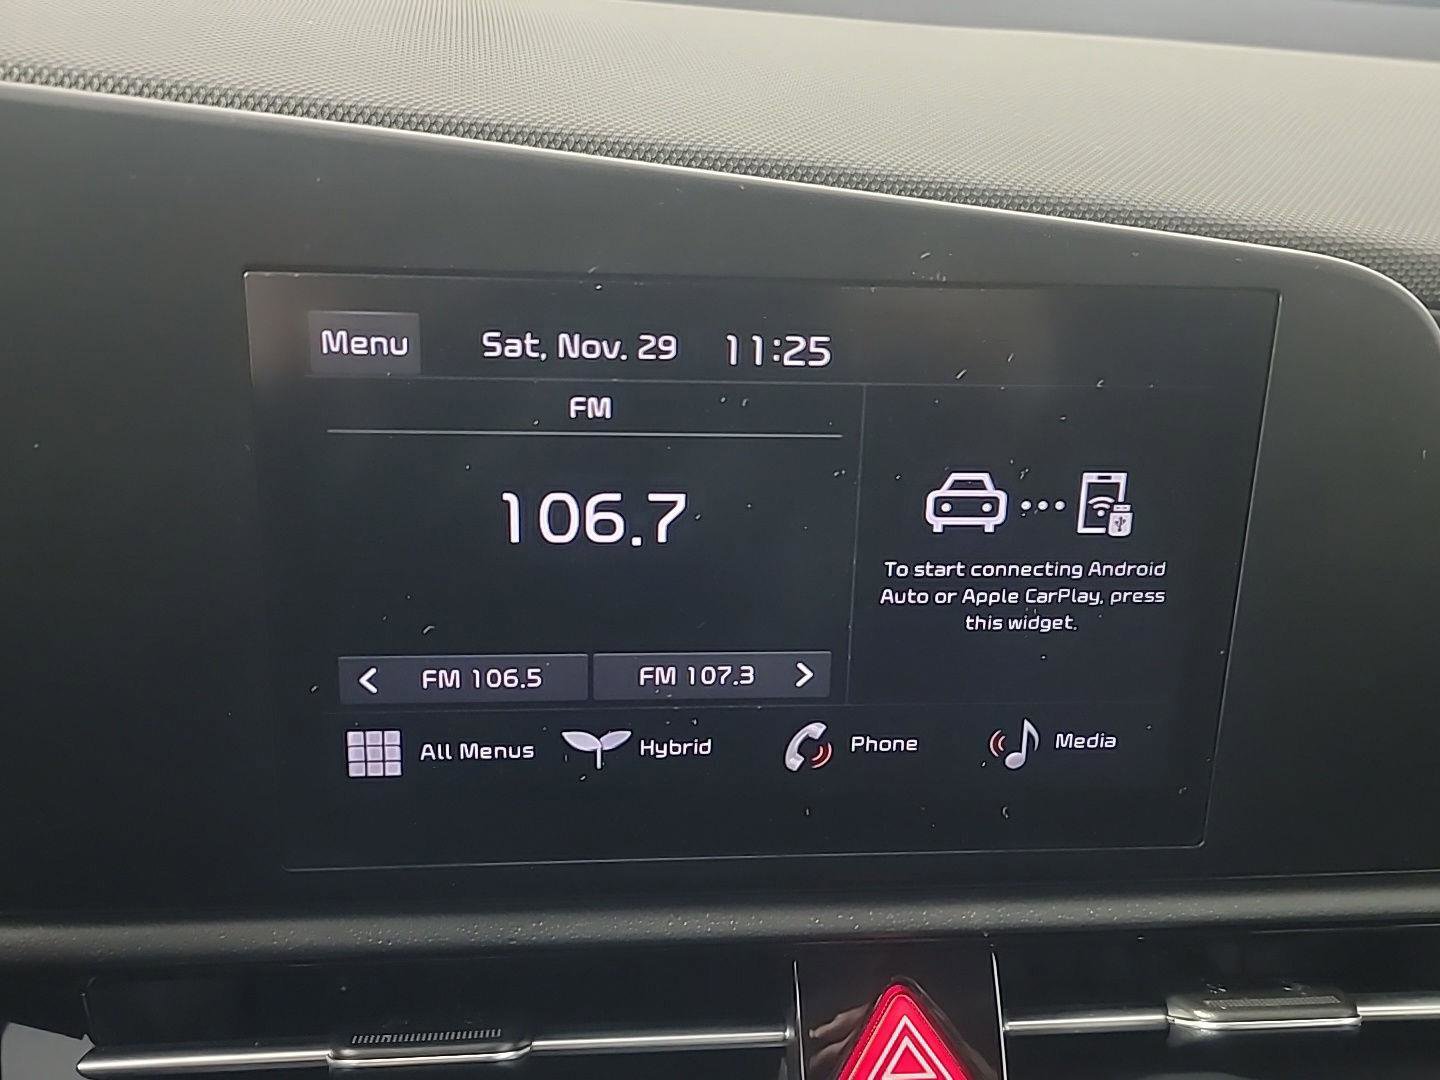 Menu Sat, Nov. 29 11:25
FM
106.7
FM 106.5 FM 107.3
To start connecting Android
Auto or Apple CarPlay, press
this widget.
All Menus Hybrid Phone Media